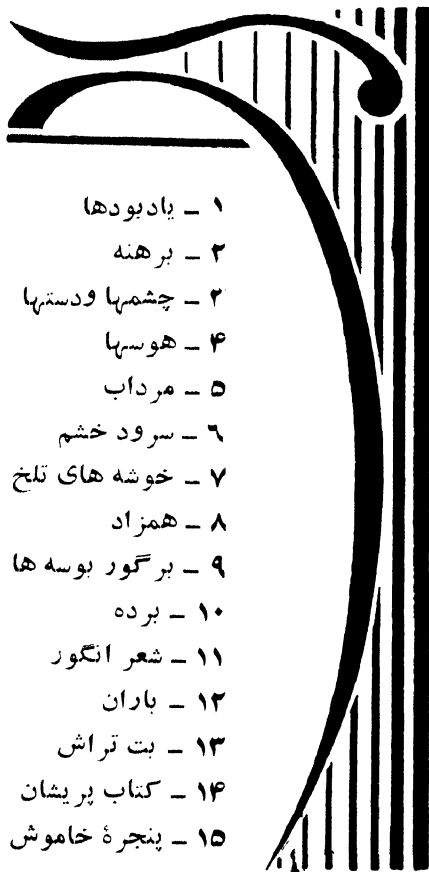 ۱ ـ یادبودها
۲ ـ برهنه
۳ ـ چشمها ودستها
۴ ـ هوسها
۵ ـ مرداب
۶ ـ سرود خشم
۷ ـ خوشه های تلخ
۸ ـ همزاد
۹ ـ برگور بوسه ها
۱۰ ـ برده
۱۱ ـ شعر انگور
۱۲ ـ باران
۱۳ ـ بت تراش
۱۴ ـ کتاب پریشان
۱۵ ـ پنجرۀ خاموش